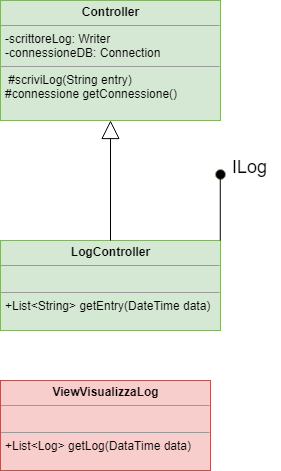 Controller
-scrittoreLog: Writer
-connessioneDB: Connection
#scriviLog(String entry)
#connessione getConnessione()
ILog
LogController
+List<String> getEntry(DateTime data)
ViewVisualizzaLog
+List<Log> getLog(DataTime data)